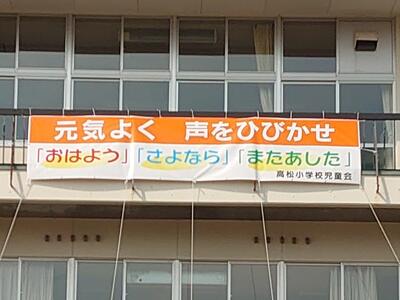 元気よく 声をひびかせ
「おはよう」「さよなら」「またあした」
高松小学校児童会